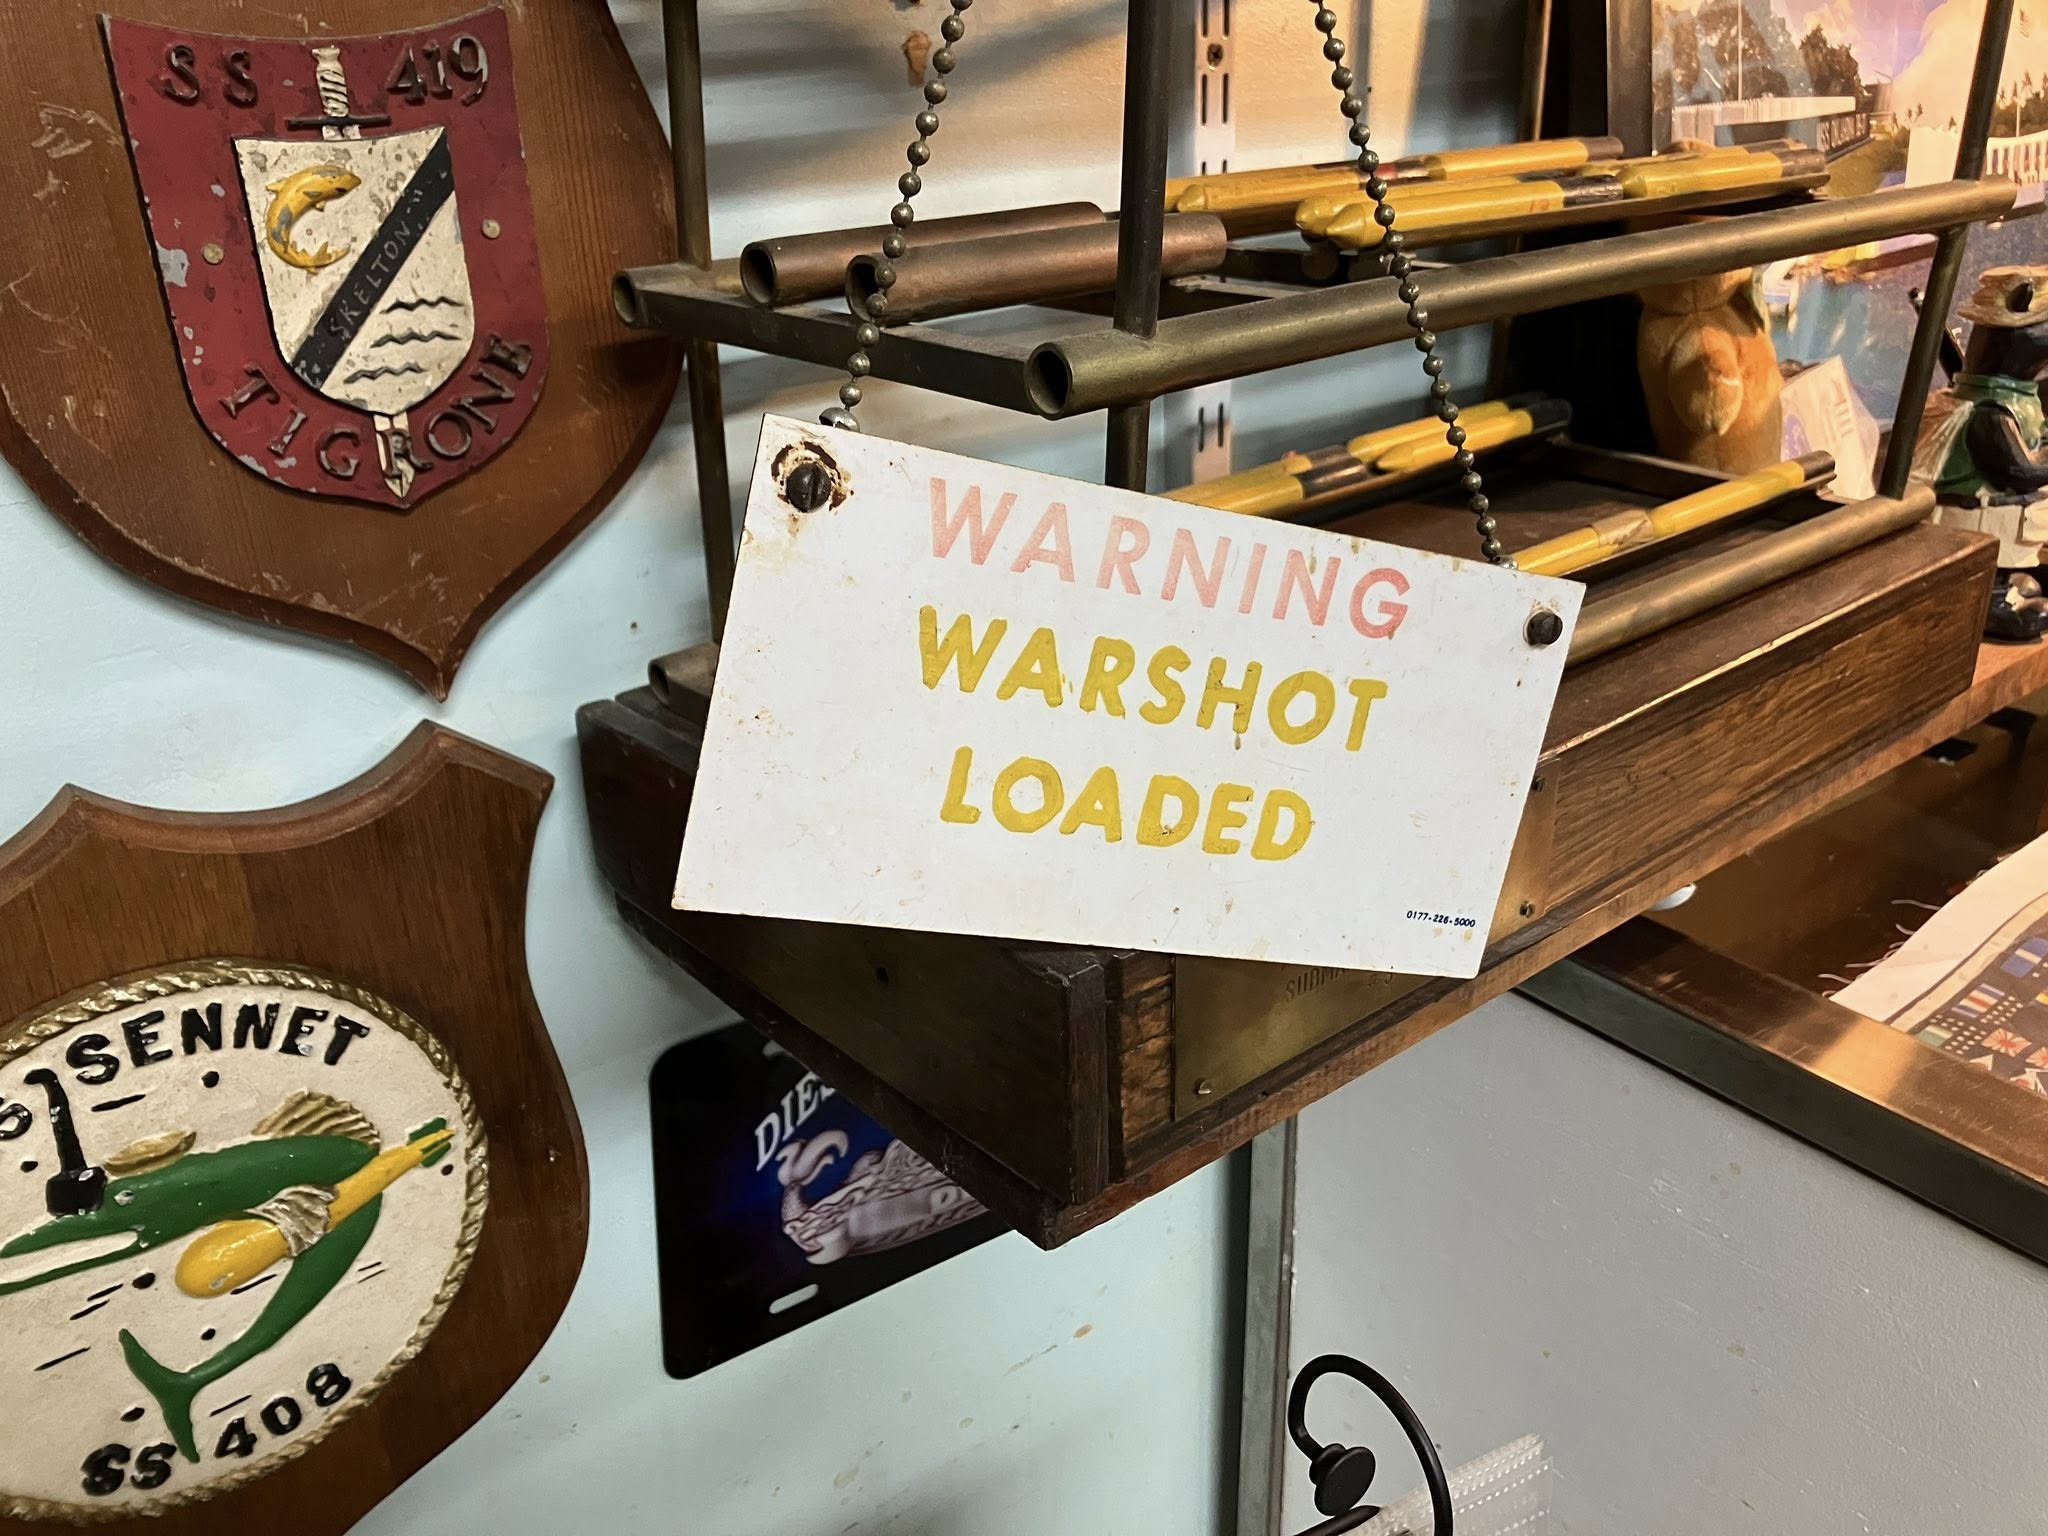 SS 419
SKELTON
TIGRONE
WARNING
WARSHOT
LOADED
0177-226-5000
SENNET
SS 408